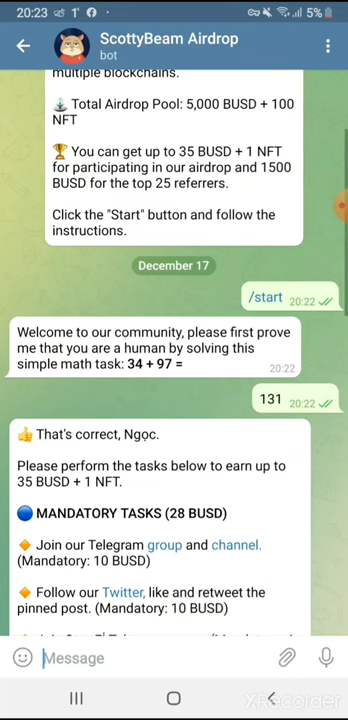 20:23
5%
ScottyBeam Airdrop
bot
multiple blockchains.
Total Airdrop Pool: 5,000 BUSD + 100
NFT
🏆 You can get up to 35 BUSD + 1 NFT
for participating in our airdrop and 1500
BUSD for the top 25 referrers.
Click the "Start" button and follow the
instructions.
December 17
/start 20:22
Welcome to our community, please first prove
me that you are a human by solving this
simple math task: 34 + 97 =
20:22
131 20:22
👍 That's correct, Ngọc.
Please perform the tasks below to earn up to
35 BUSD + 1 NFT.
🔵 MANDATORY TASKS (28 BUSD)
🔸 Join our Telegram group and channel.
(Mandatory: 10 BUSD)
🔸 Follow our Twitter, like and retweet the
pinned post. (Mandatory: 10 BUSD)
Message
XRecorder